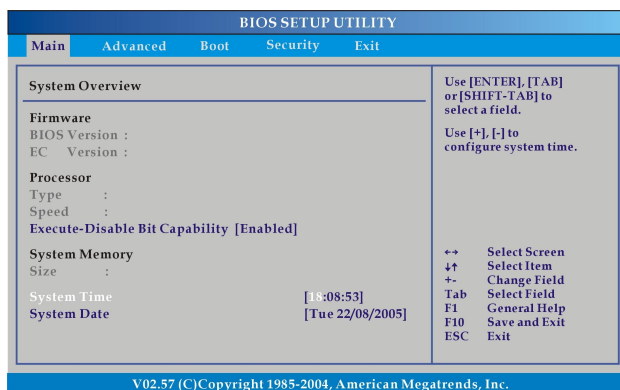 BIOS SETUP UTILITY
Main Advanced Boot Security Exit
System Overview
Firmware
BIOS Version :
EC Version :
Processor
Type :
Speed :
Execute-Disable Bit Capability [Enabled]
System Memory
Size :
System Time [18:08:53]
System Date [Tue 22/08/2005]
Use [ENTER], [TAB]
or [SHIFT-TAB] to
select a field.
Use [+], [-] to
configure system time.
←→ Select Screen
↓↑ Select Item
+- Change Field
Tab Select Field
F1 General Help
F10 Save and Exit
ESC Exit
V02.57 (C)Copyright 1985-2004, American Megatrends, Inc.